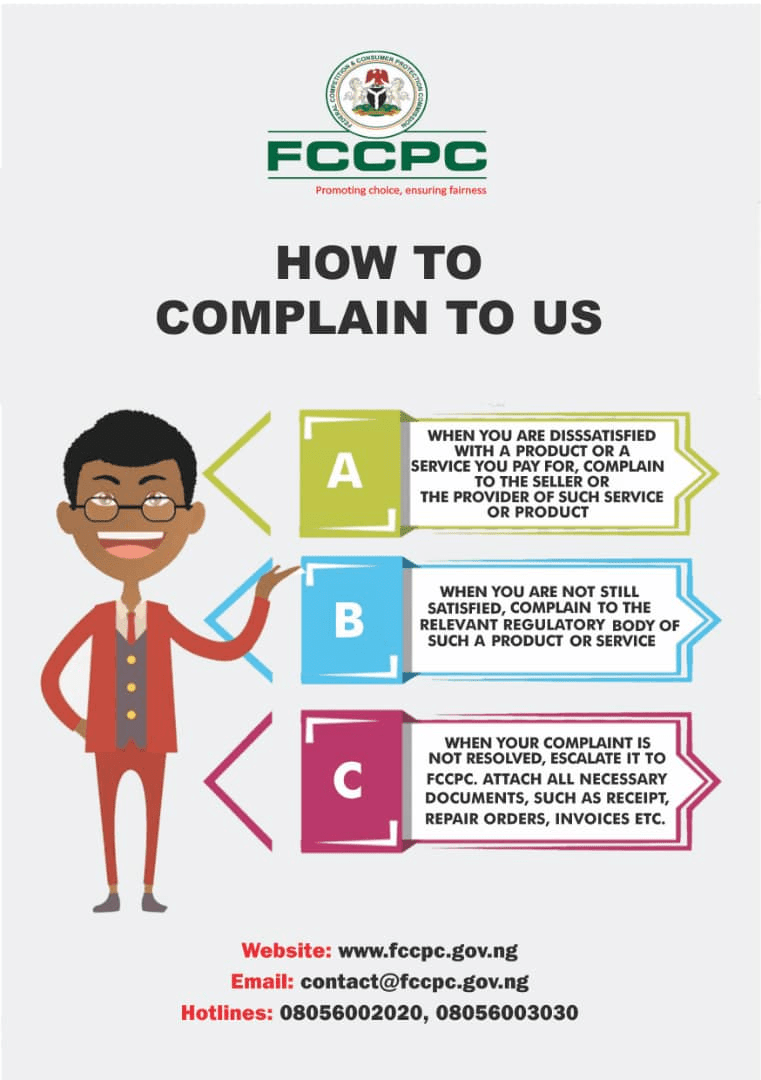 FEDERAL COMPETITION & CONSUMER PROTECTION COMMISSION
FCCPC
Promoting choice, ensuring fairness
HOW TO
COMPLAIN TO US
A
WHEN YOU ARE DISSSATISFIED
WITH A PRODUCT OR A
SERVICE YOU PAY FOR, COMPLAIN
TO THE SELLER OR
THE PROVIDER OF SUCH SERVICE
OR PRODUCT
B
WHEN YOU ARE NOT STILL
SATISFIED, COMPLAIN TO THE
RELEVANT REGULATORY BODY OF
SUCH A PRODUCT OR SERVICE
C
WHEN YOUR COMPLAINT IS
NOT RESOLVED, ESCALATE IT TO
FCCPC. ATTACH ALL NECESSARY
DOCUMENTS, SUCH AS RECEIPT,
REPAIR ORDERS, INVOICES ETC.
Website: www.fccpc.gov.ng
Email: contact@fccpc.gov.ng
Hotlines: 08056002020, 08056003030